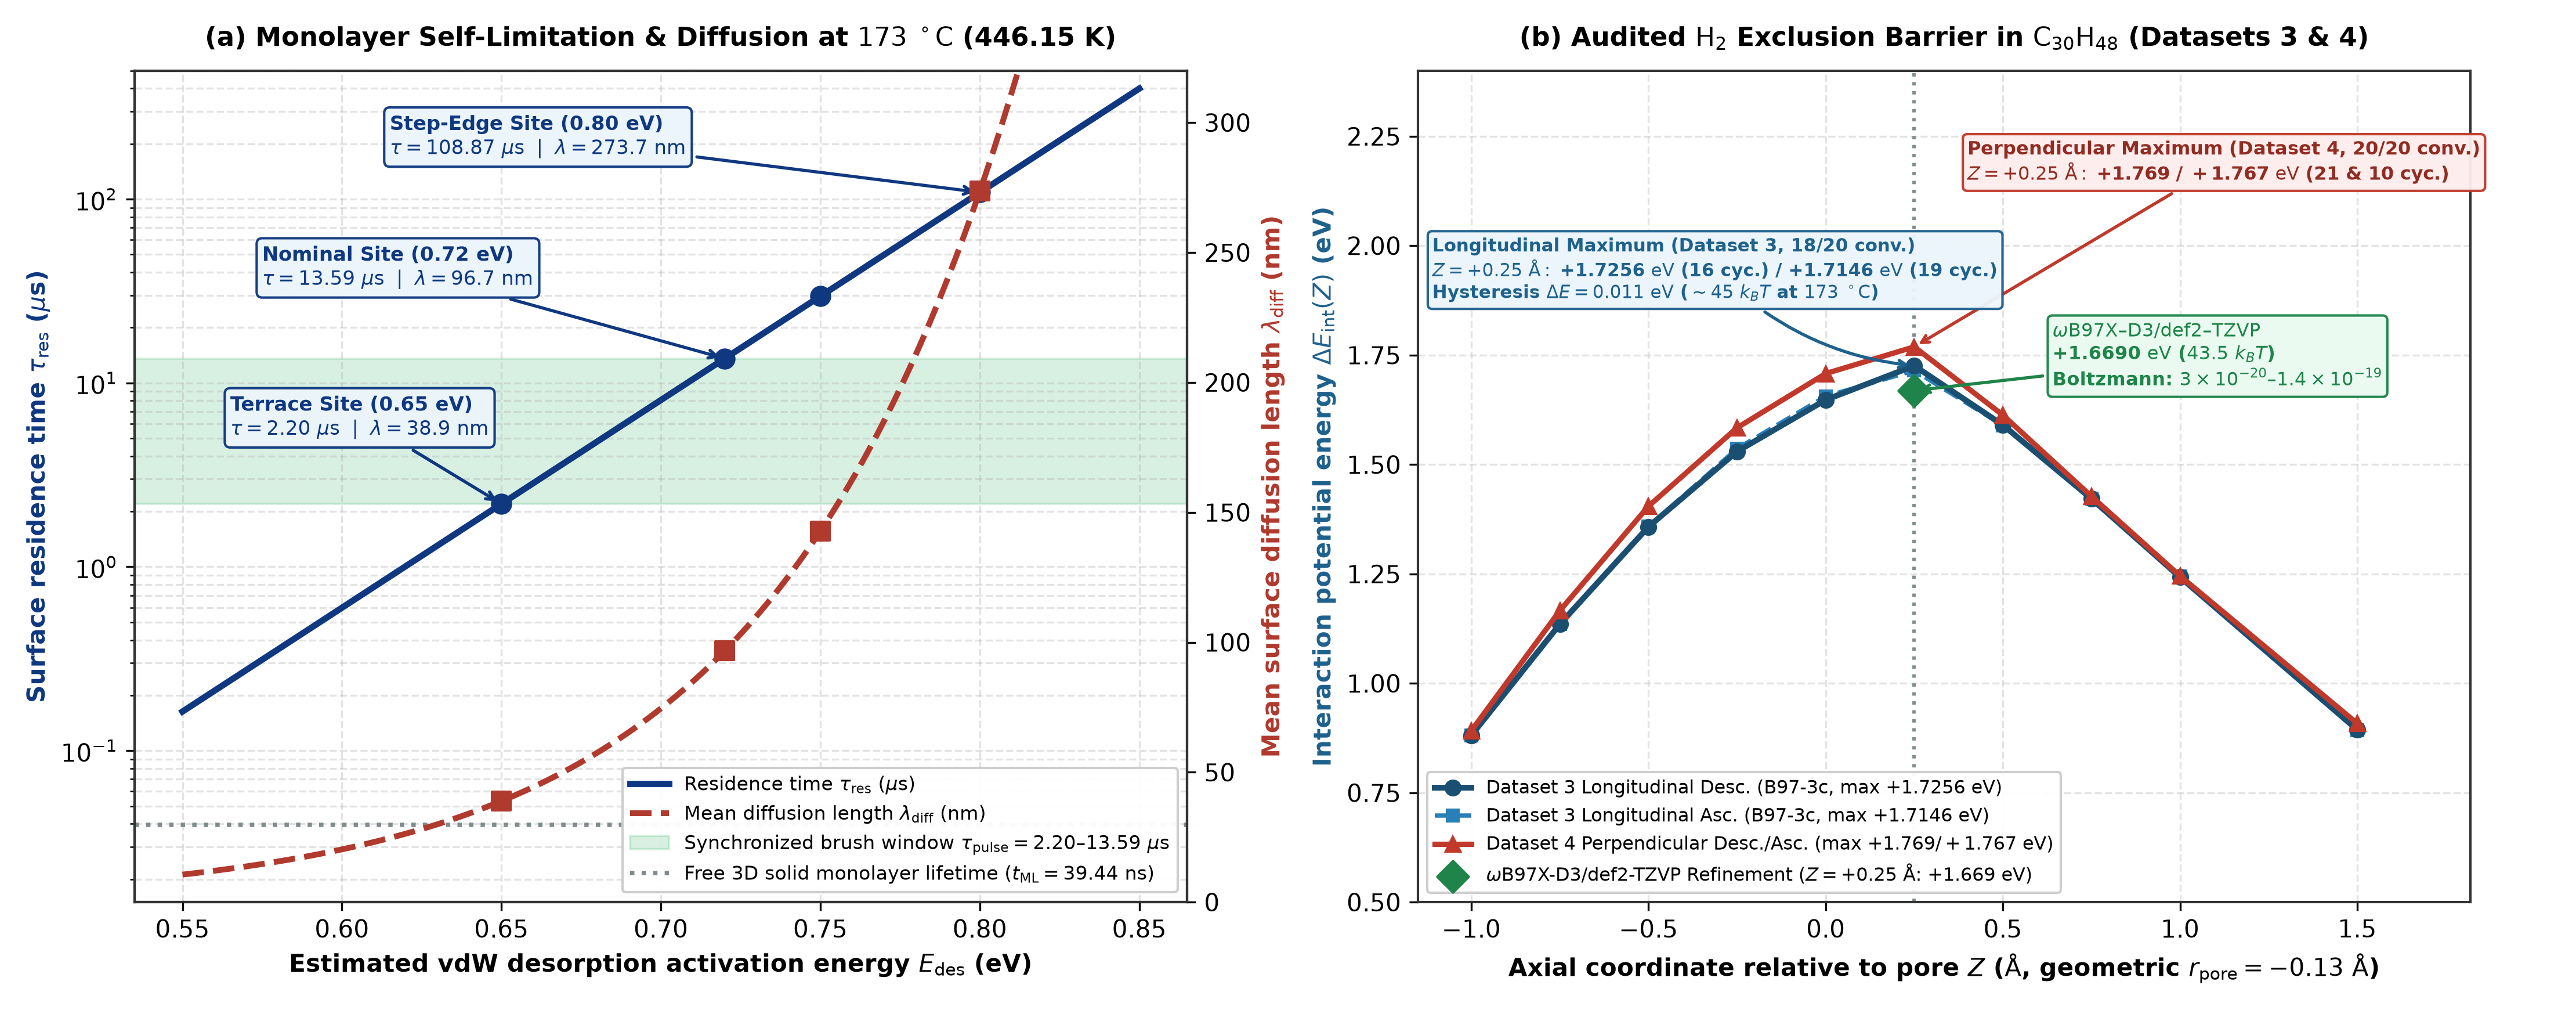 (a) Monolayer Self-Limitation & Diffusion at 173 °C (446.15 K)
Surface residence time τres (μs)
10²
10¹
10⁰
10⁻¹
Step-Edge Site (0.80 eV)
τ = 108.87 μs | λ = 273.7 nm
Nominal Site (0.72 eV)
τ = 13.59 μs | λ = 96.7 nm
Terrace Site (0.65 eV)
τ = 2.20 μs | λ = 38.9 nm
Residence time τres (μs)
Mean diffusion length λdiff (nm)
Synchronized brush window τpulse = 2.20–13.59 μs
Free 3D solid monolayer lifetime (tML = 39.44 ns)
0.55 0.60 0.65 0.70 0.75 0.80 0.85
Estimated vdW desorption activation energy Edes (eV)
300
250
200
150
100
50
0
Mean surface diffusion length λdiff (nm)
(b) Audited H₂ Exclusion Barrier in C₃₀H₄₈ (Datasets 3 & 4)
Interaction potential energy ΔEint(Z) (eV)
2.25
2.00
1.75
1.50
1.25
1.00
0.75
0.50
Perpendicular Maximum (Dataset 4, 20/20 conv.)
Z = +0.25 Å: +1.769 / +1.767 eV (21 & 10 cyc.)
Longitudinal Maximum (Dataset 3, 18/20 conv.)
Z = +0.25 Å: +1.7256 eV (16 cyc.) / +1.7146 eV (19 cyc.)
Hysteresis ΔE = 0.011 eV (~45 kBT at 173 °C)
ωB97X–D3/def2–TZVP
+1.6690 eV (43.5 kBT)
Boltzmann: 3 × 10⁻²⁰–1.4 × 10⁻¹⁹
Dataset 3 Longitudinal Desc. (B97-3c, max +1.7256 eV)
Dataset 3 Longitudinal Asc. (B97-3c, max +1.7146 eV)
Dataset 4 Perpendicular Desc./Asc. (max +1.769/+1.767 eV)
ωB97X-D3/def2-TZVP Refinement (Z = +0.25 Å: +1.669 eV)
−1.0 −0.5 0.0 0.5 1.0 1.5
Axial coordinate relative to pore Z (Å, geometric rpore = −0.13 Å)